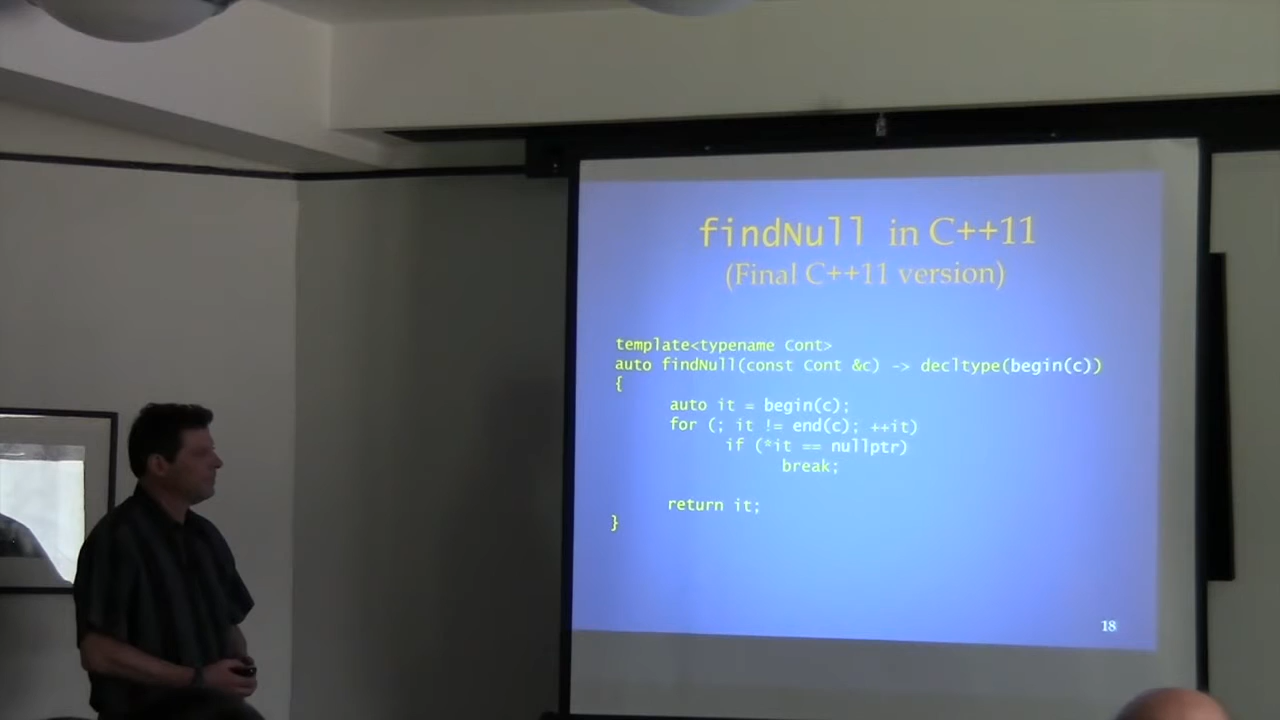 findNull in C++11
(Final C++11 version)
template<typename Cont>
auto findNull(const Cont &c) -> decltype(begin(c))
{
auto it = begin(c);
for (; it != end(c); ++it)
if (*it == nullptr)
break;
return it;
}
18